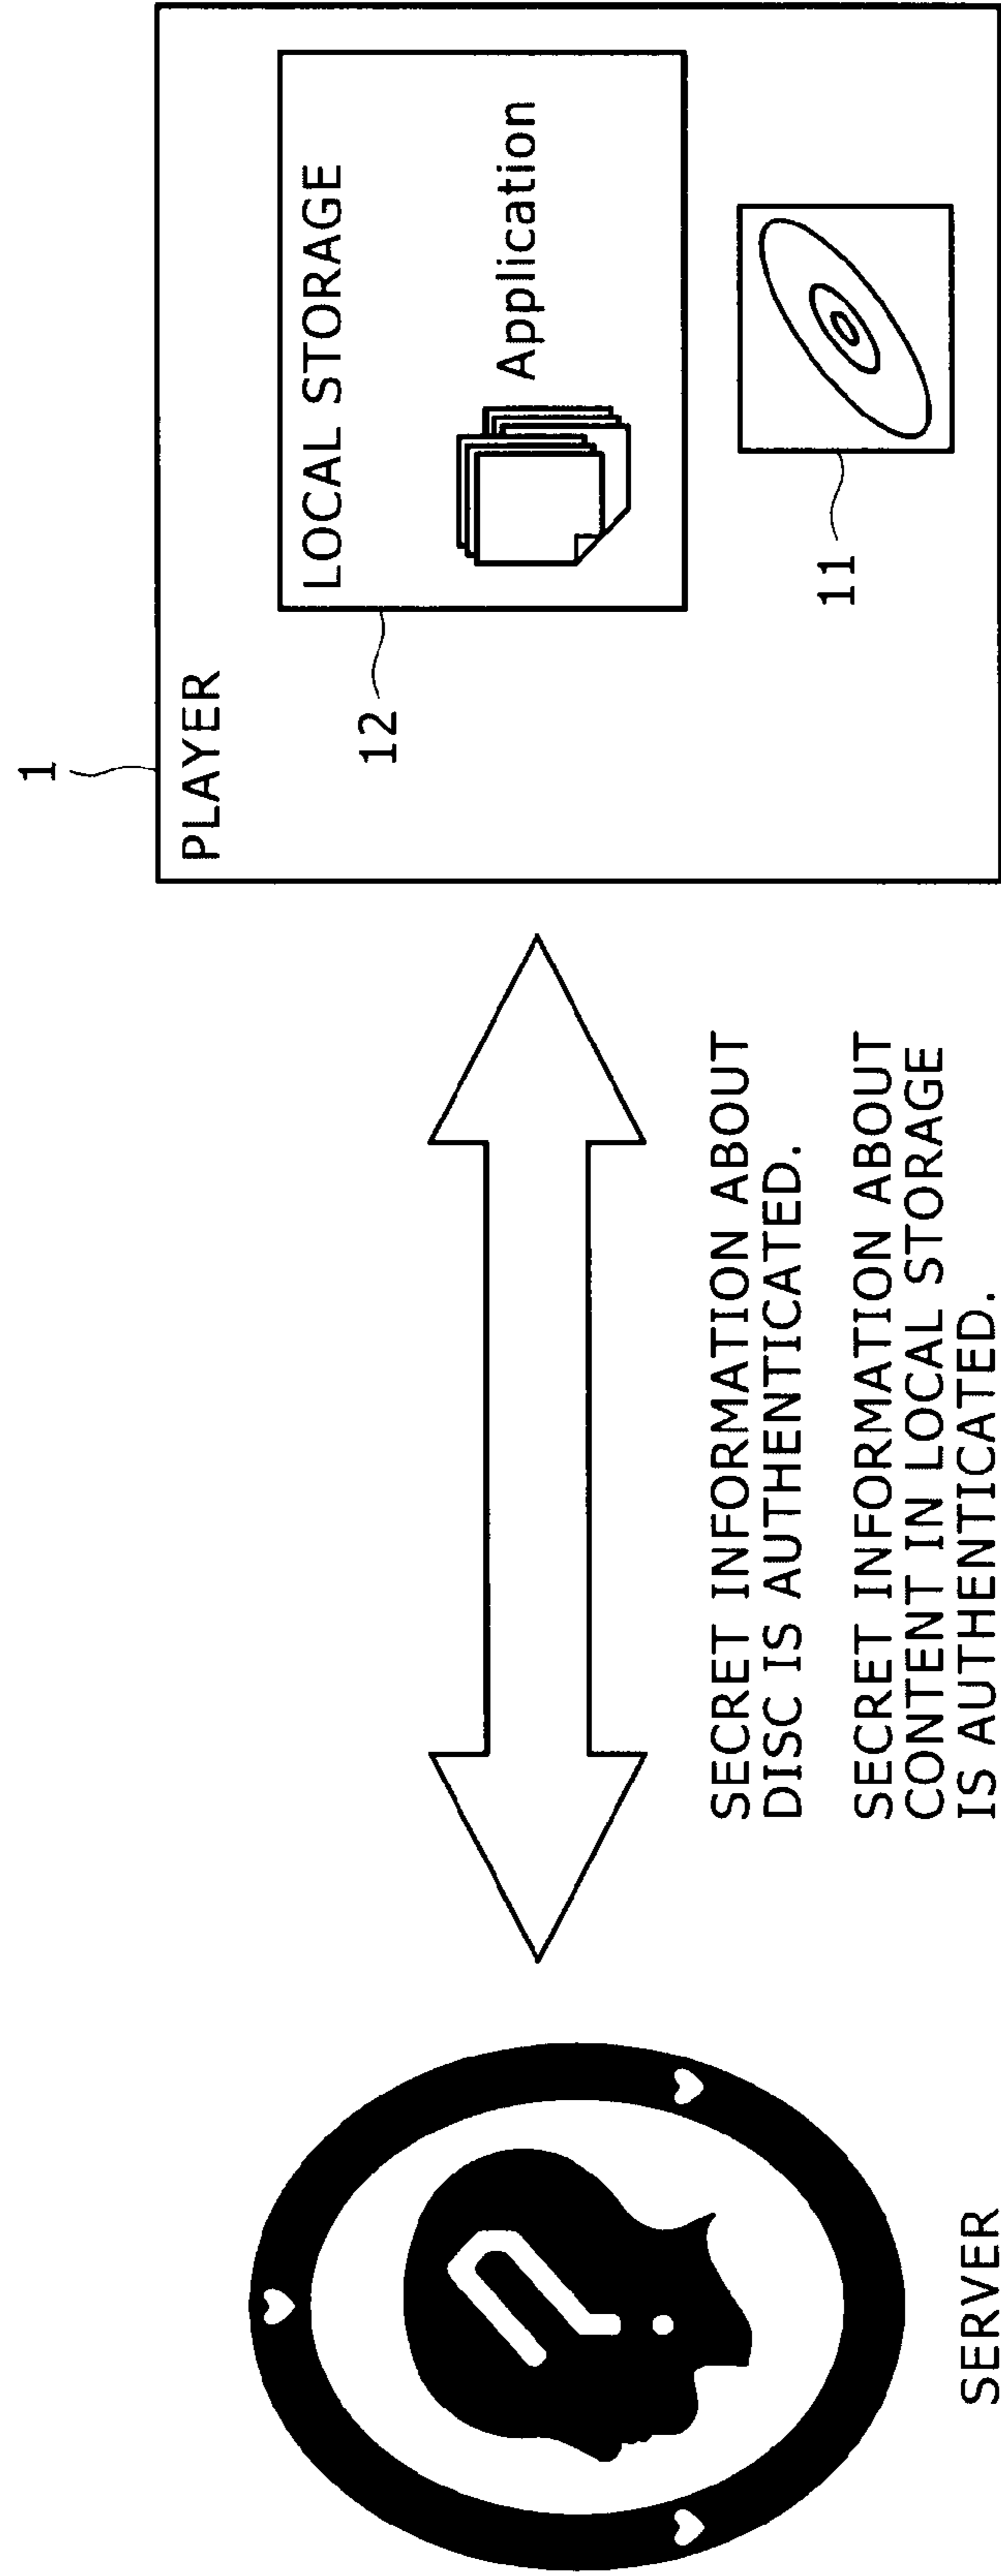 1
PLAYER
LOCAL STORAGE
Application
12
11
SECRET INFORMATION ABOUT
DISC IS AUTHENTICATED.
SECRET INFORMATION ABOUT
CONTENT IN LOCAL STORAGE
IS AUTHENTICATED.
SERVER